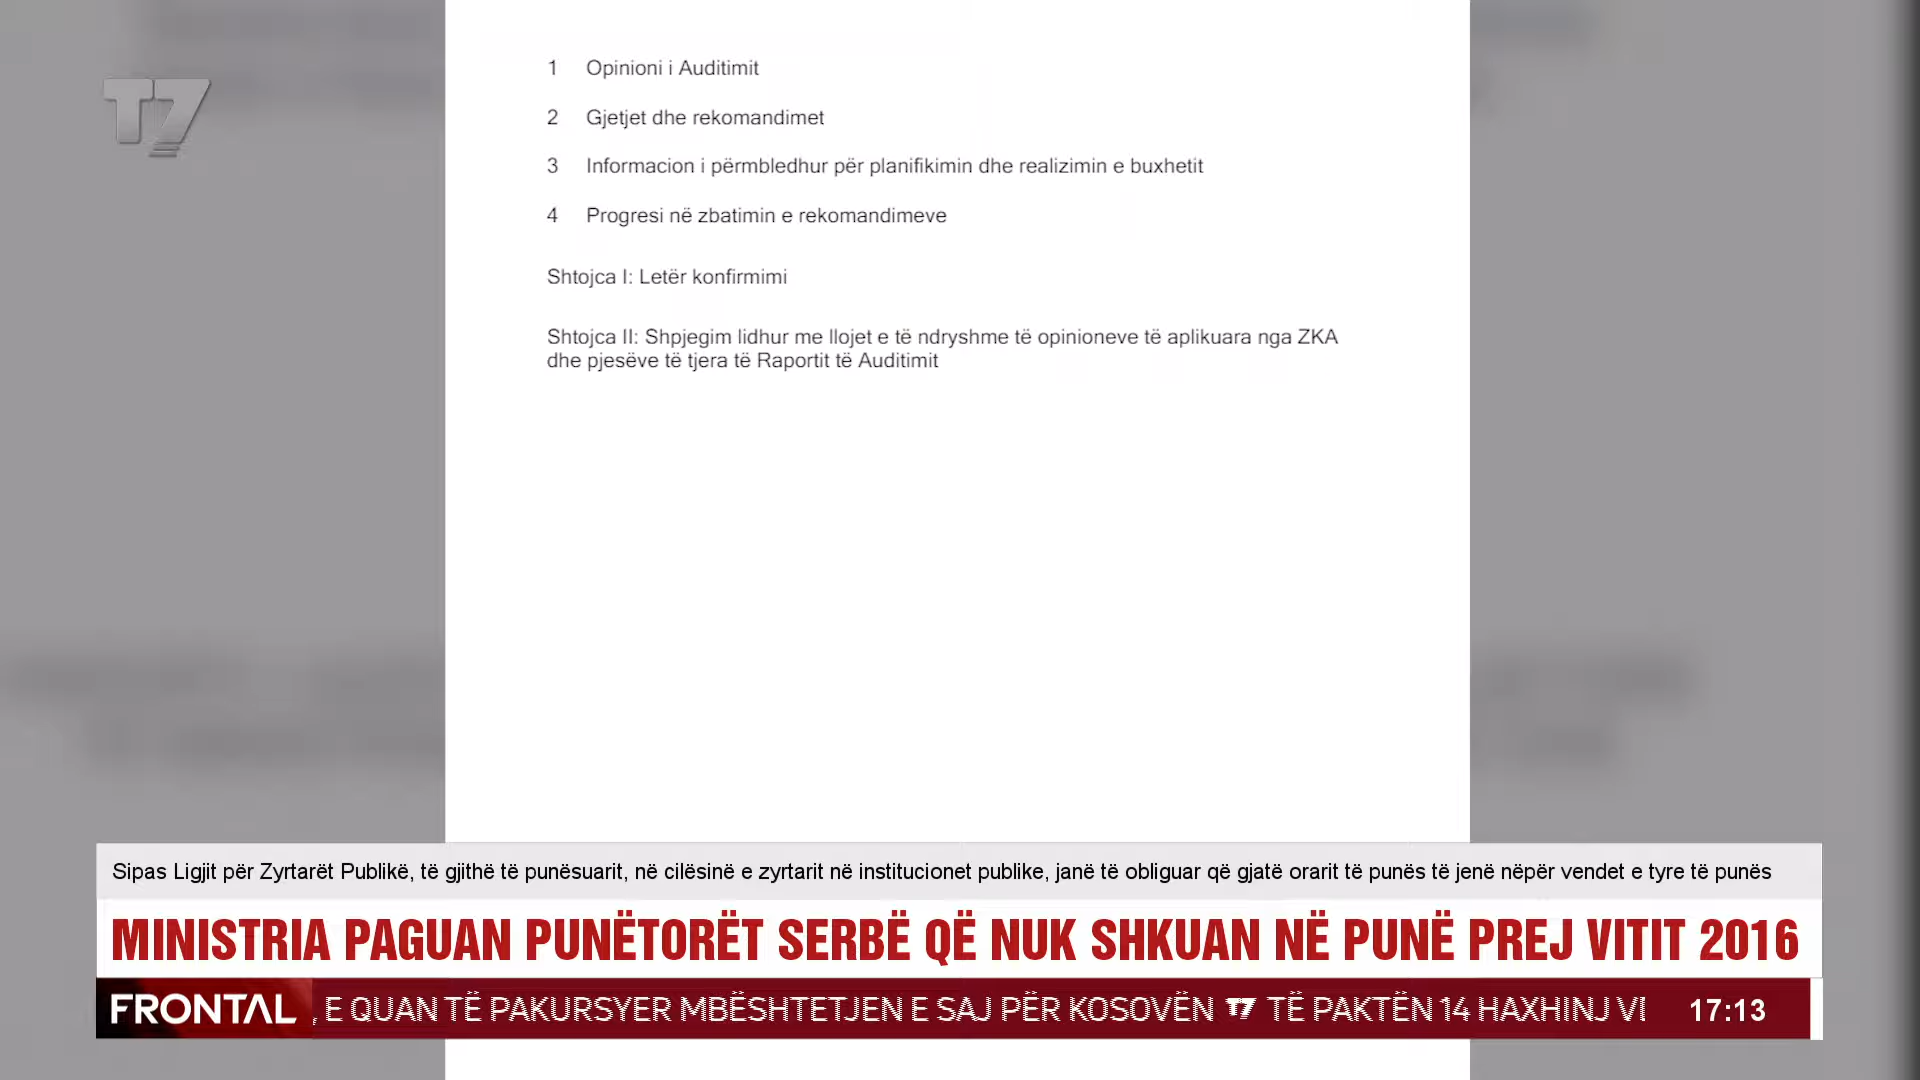 T7
1 Opinioni i Auditimit
2 Gjetjet dhe rekomandimet
3 Informacion i përmbledhur për planifikimin dhe realizimin e buxhetit
4 Progresi në zbatimin e rekomandimeve
Shtojca I: Letër konfirmimi
Shtojca II: Shpjegim lidhur me llojet e të ndryshme të opinioneve të aplikuara nga ZKA
dhe pjesëve të tjera të Raportit të Auditimit
Sipas Ligjit për Zyrtarët Publikë, të gjithë të punësuarit, në cilësinë e zyrtarit në institucionet publike, janë të obliguar që gjatë orarit të punës të jenë nëpër vendet e tyre të punës
MINISTRIA PAGUAN PUNËTORËT SERBË QË NUK SHKUAN NË PUNË PREJ VITIT 2016
FRONTAL , E QUAN TË PAKURSYER MBËSHTETJEN E SAJ PËR KOSOVËN T7 TË PAKTËN 14 HAXHINJ 17:13